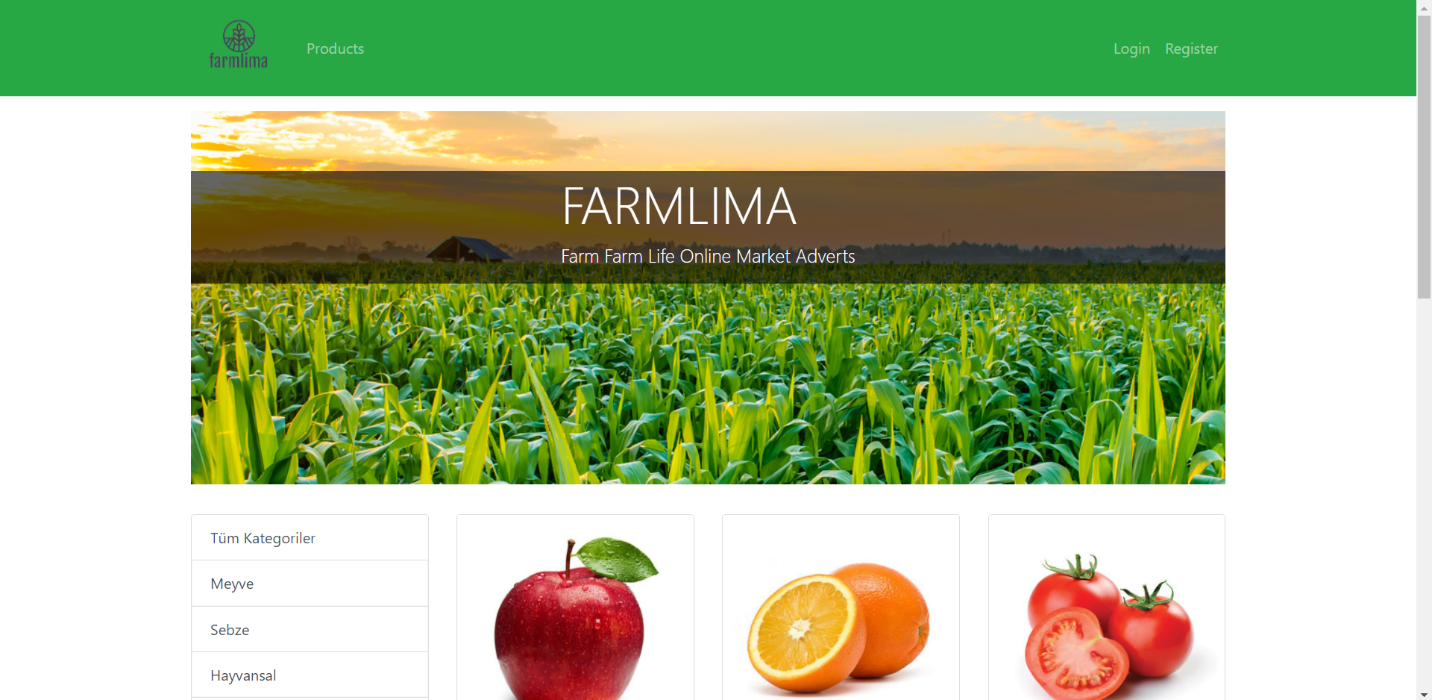 farmlima
Products
Login
Register
FARMLIMA
Farm Farm Life Online Market Adverts
Tüm Kategoriler
Meyve
Sebze
Hayvansal